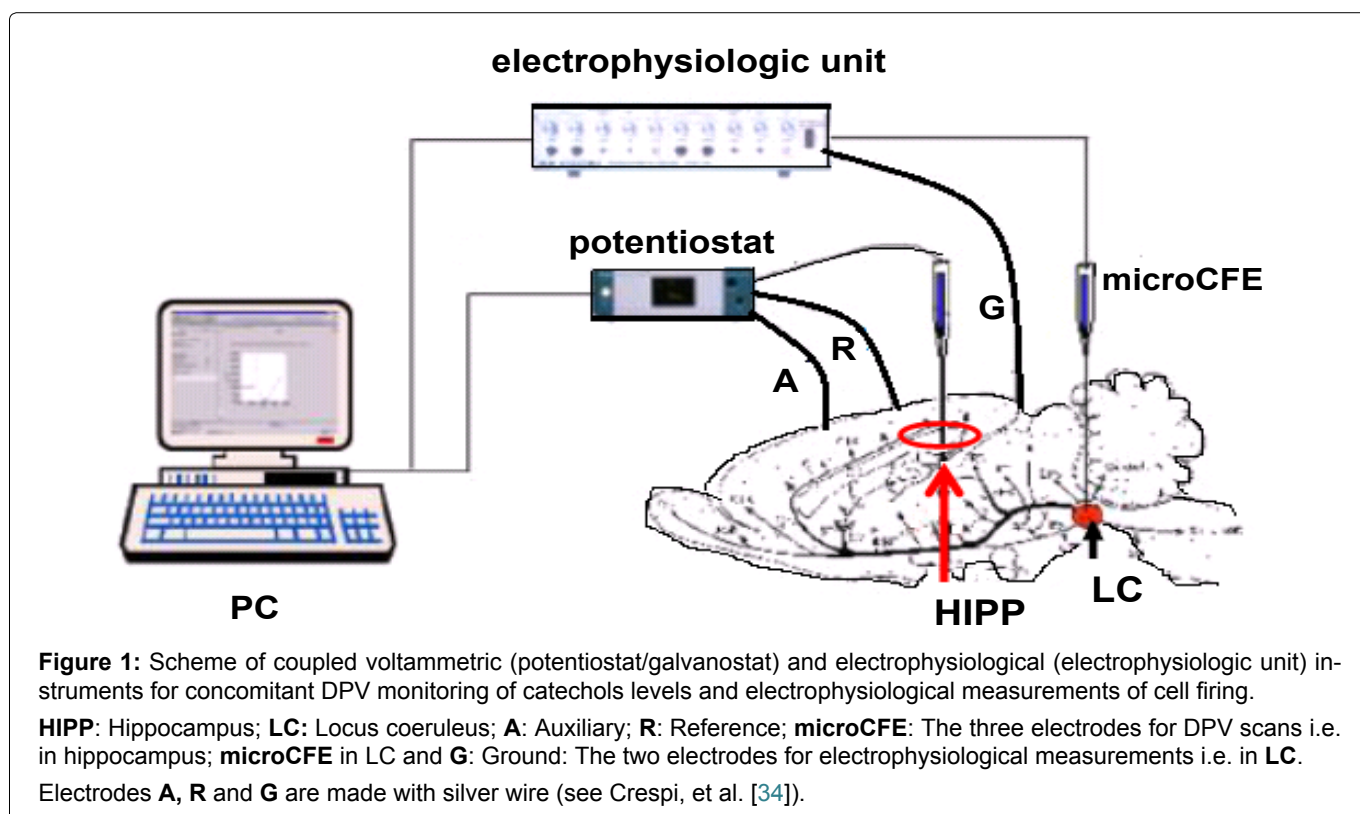 electrophysiologic unit
potentiostat
microCFE
G
R
A
PC
HIPP
LC
Figure 1: Scheme of coupled voltammetric (potentiostat/galvanostat) and electrophysiological (electrophysiologic unit) in-
struments for concomitant DPV monitoring of catechols levels and electrophysiological measurements of cell firing.
HIPP: Hippocampus; LC: Locus coeruleus; A: Auxiliary; R: Reference; microCFE: The three electrodes for DPV scans i.e.
in hippocampus; microCFE in LC and G: Ground: The two electrodes for electrophysiological measurements i.e. in LC.
Electrodes A, R and G are made with silver wire (see Crespi, et al. [34]).